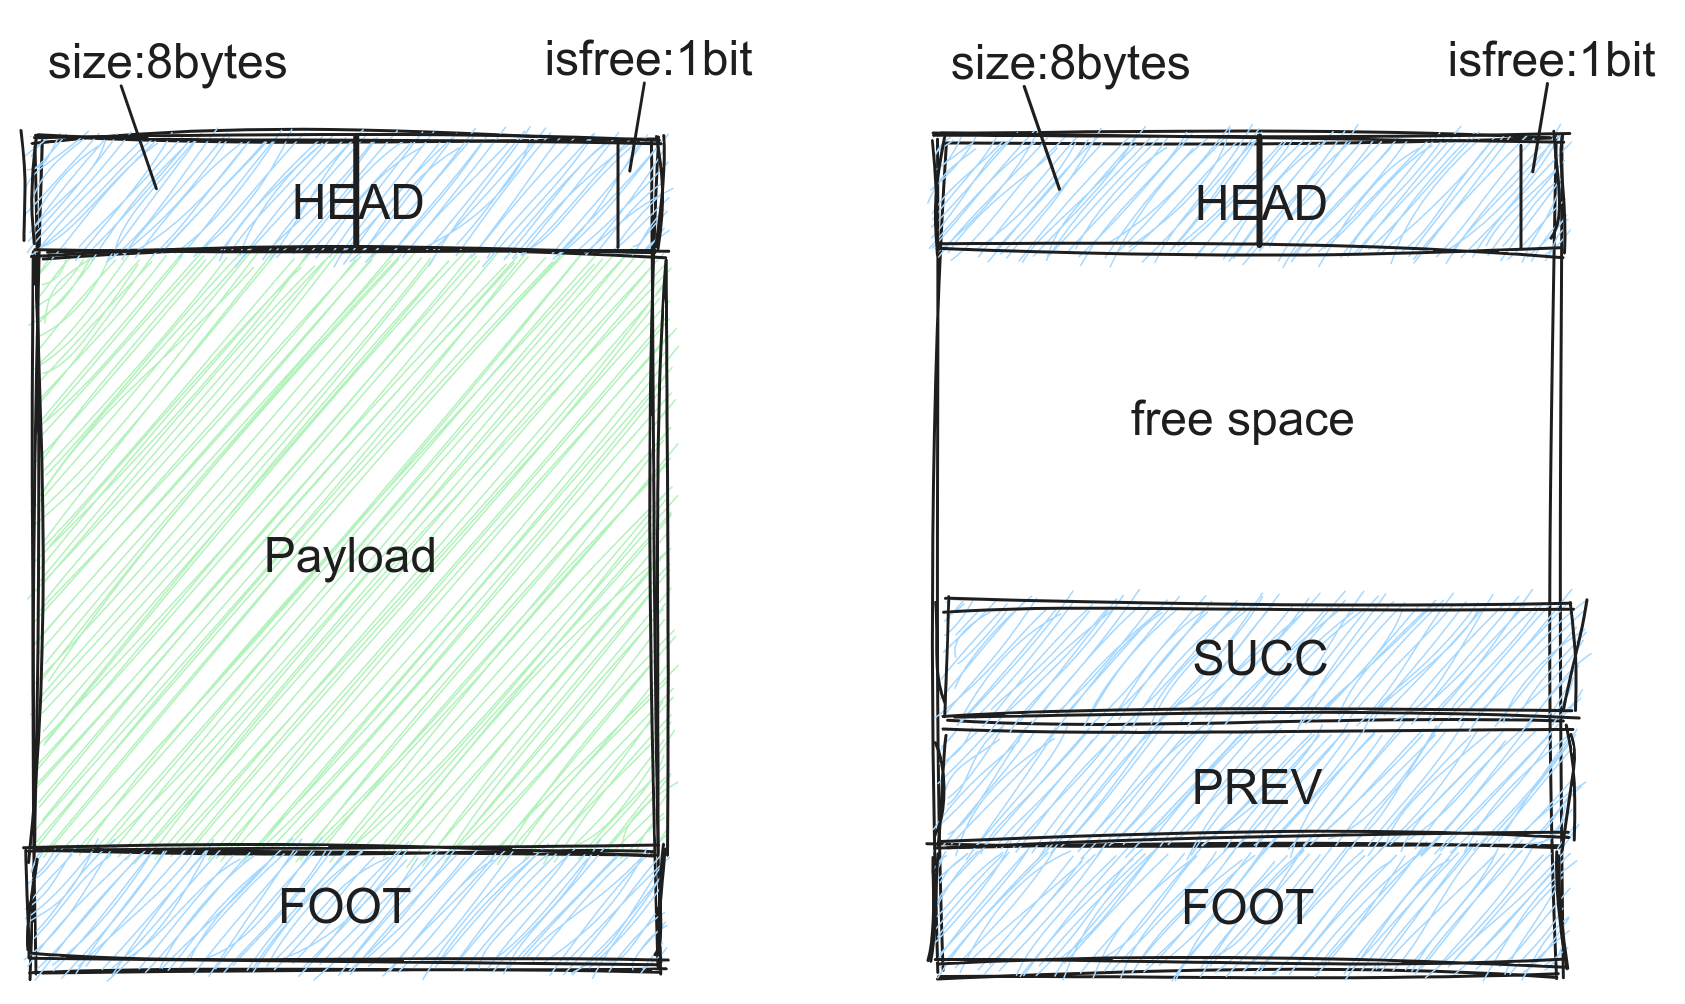 size:8bytes
isfree:1bit
HEAD
Payload
FOOT
size:8bytes
isfree:1bit
HEAD
free space
SUCC
PREV
FOOT